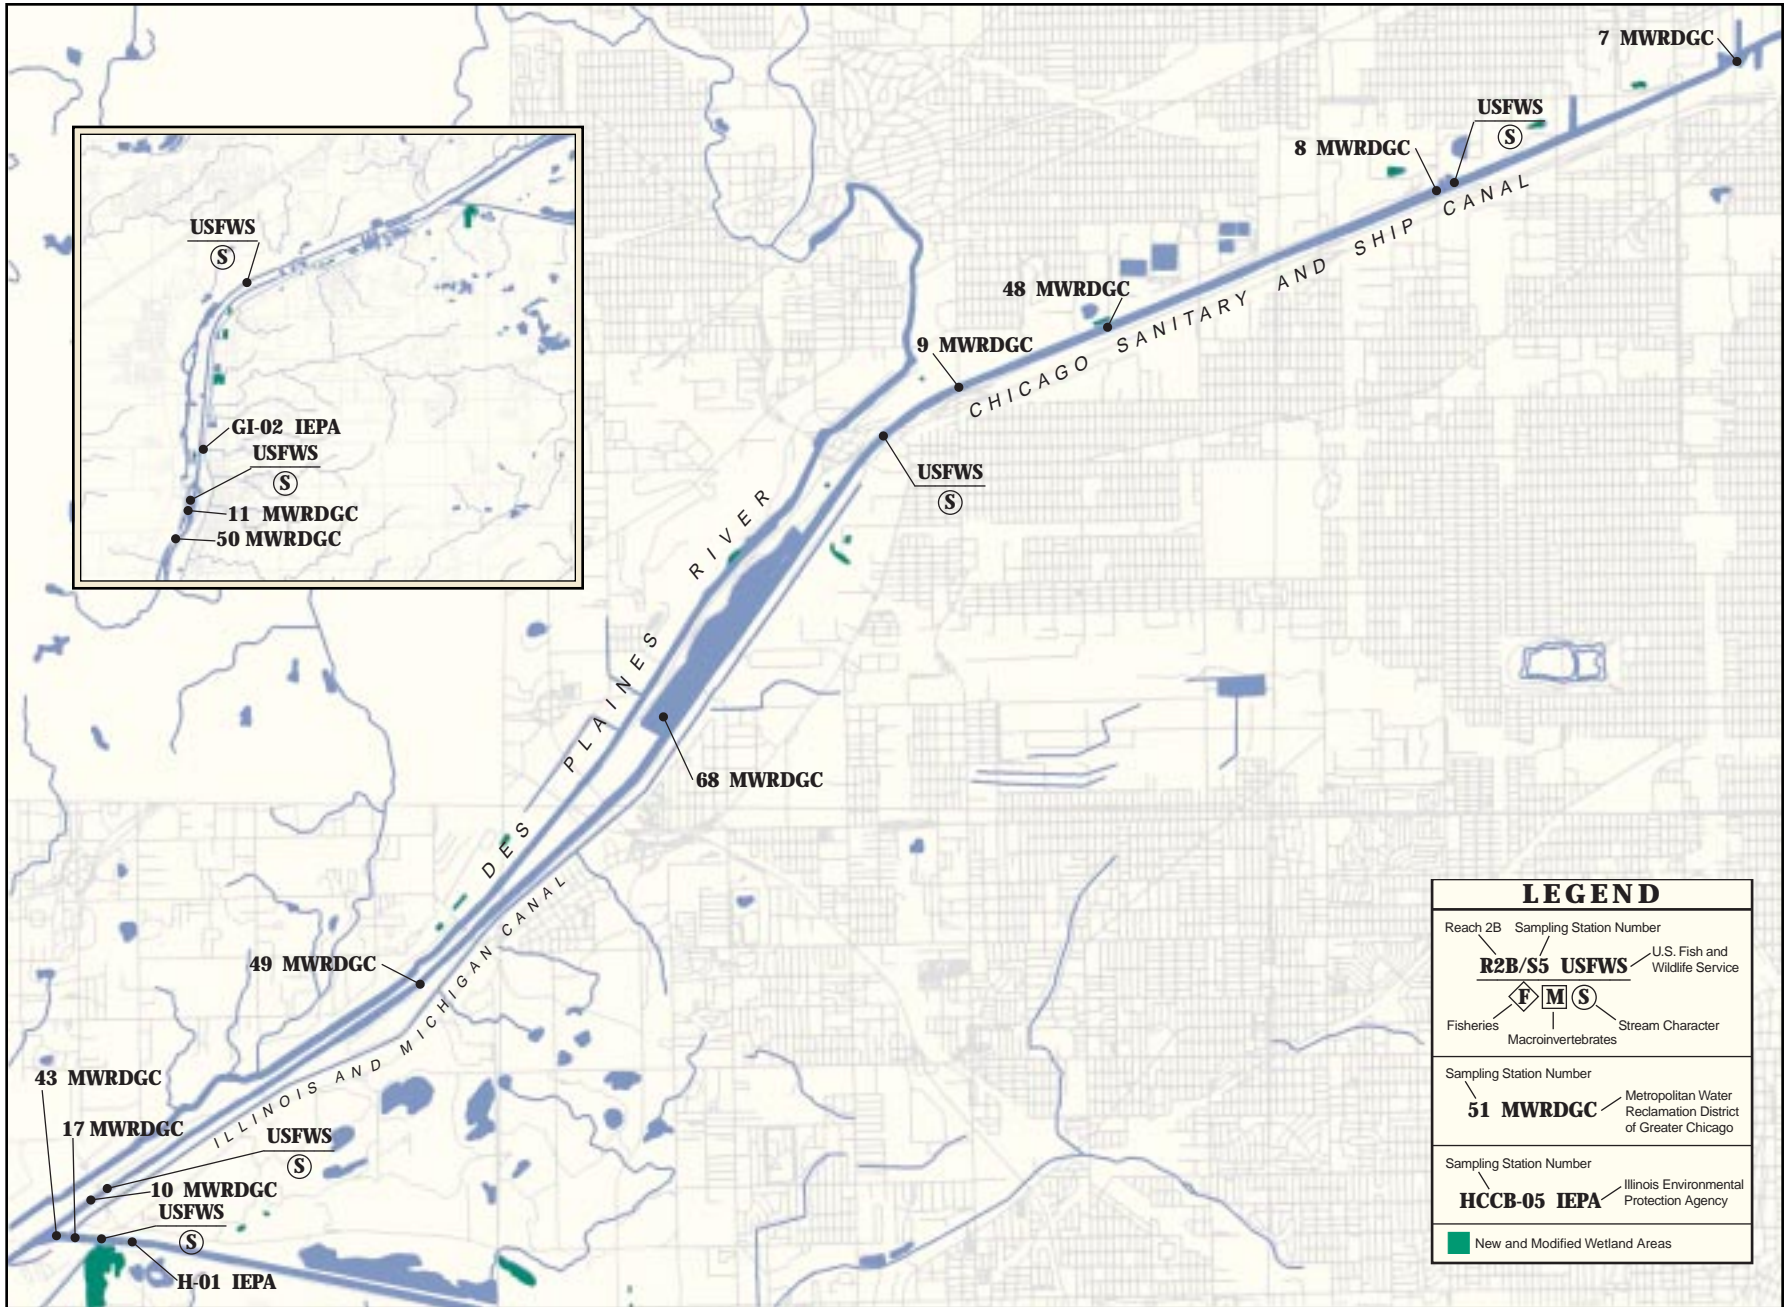 7 MWRDGC
USFWS
S
8 MWRDGC
USFWS
S
48 MWRDGC
9 MWRDGC
CHICAGO SANITARY AND SHIP CANAL
GI-02 IEPA
USFWS
S
11 MWRDGC
50 MWRDGC
USFWS
S
DES PLAINES RIVER
68 MWRDGC
49 MWRDGC
ILLINOIS AND MICHIGAN CANAL
43 MWRDGC
17 MWRDGC
USFWS
S
10 MWRDGC
USFWS
S
H-01 IEPA
LEGEND
Reach 2B Sampling Station Number
R2B/S5 USFWS
U.S. Fish and
Wildlife Service
F M S
Fisheries
Stream Character
Macroinvertebrates
Sampling Station Number
51 MWRDGC
Metropolitan Water
Reclamation District
of Greater Chicago
Sampling Station Number
HCCB-05 IEPA
Illinois Environmental
Protection Agency
New and Modified Wetland Areas